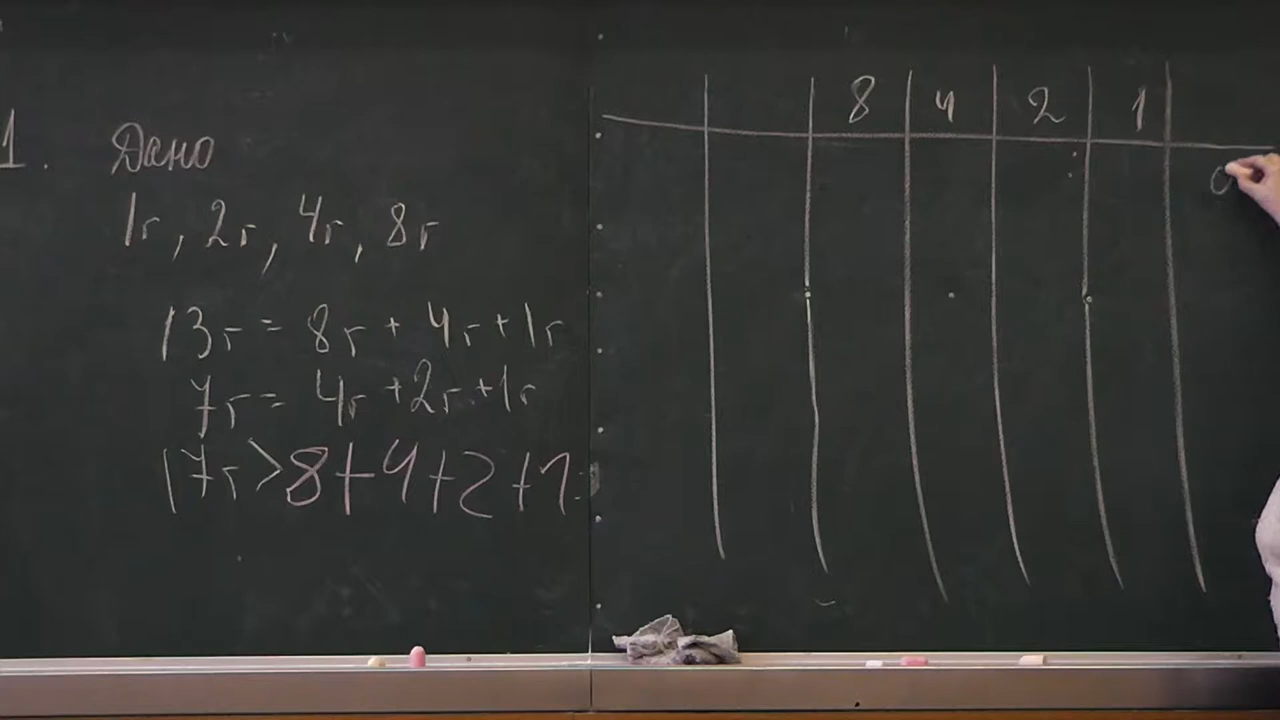 1. Дано
1г, 2г, 4г, 8г
13г = 8г + 4г + 1г
7г = 4г + 2г + 1г
17г > 8 + 4 + 2 + 1 =
8 4 2 1
0